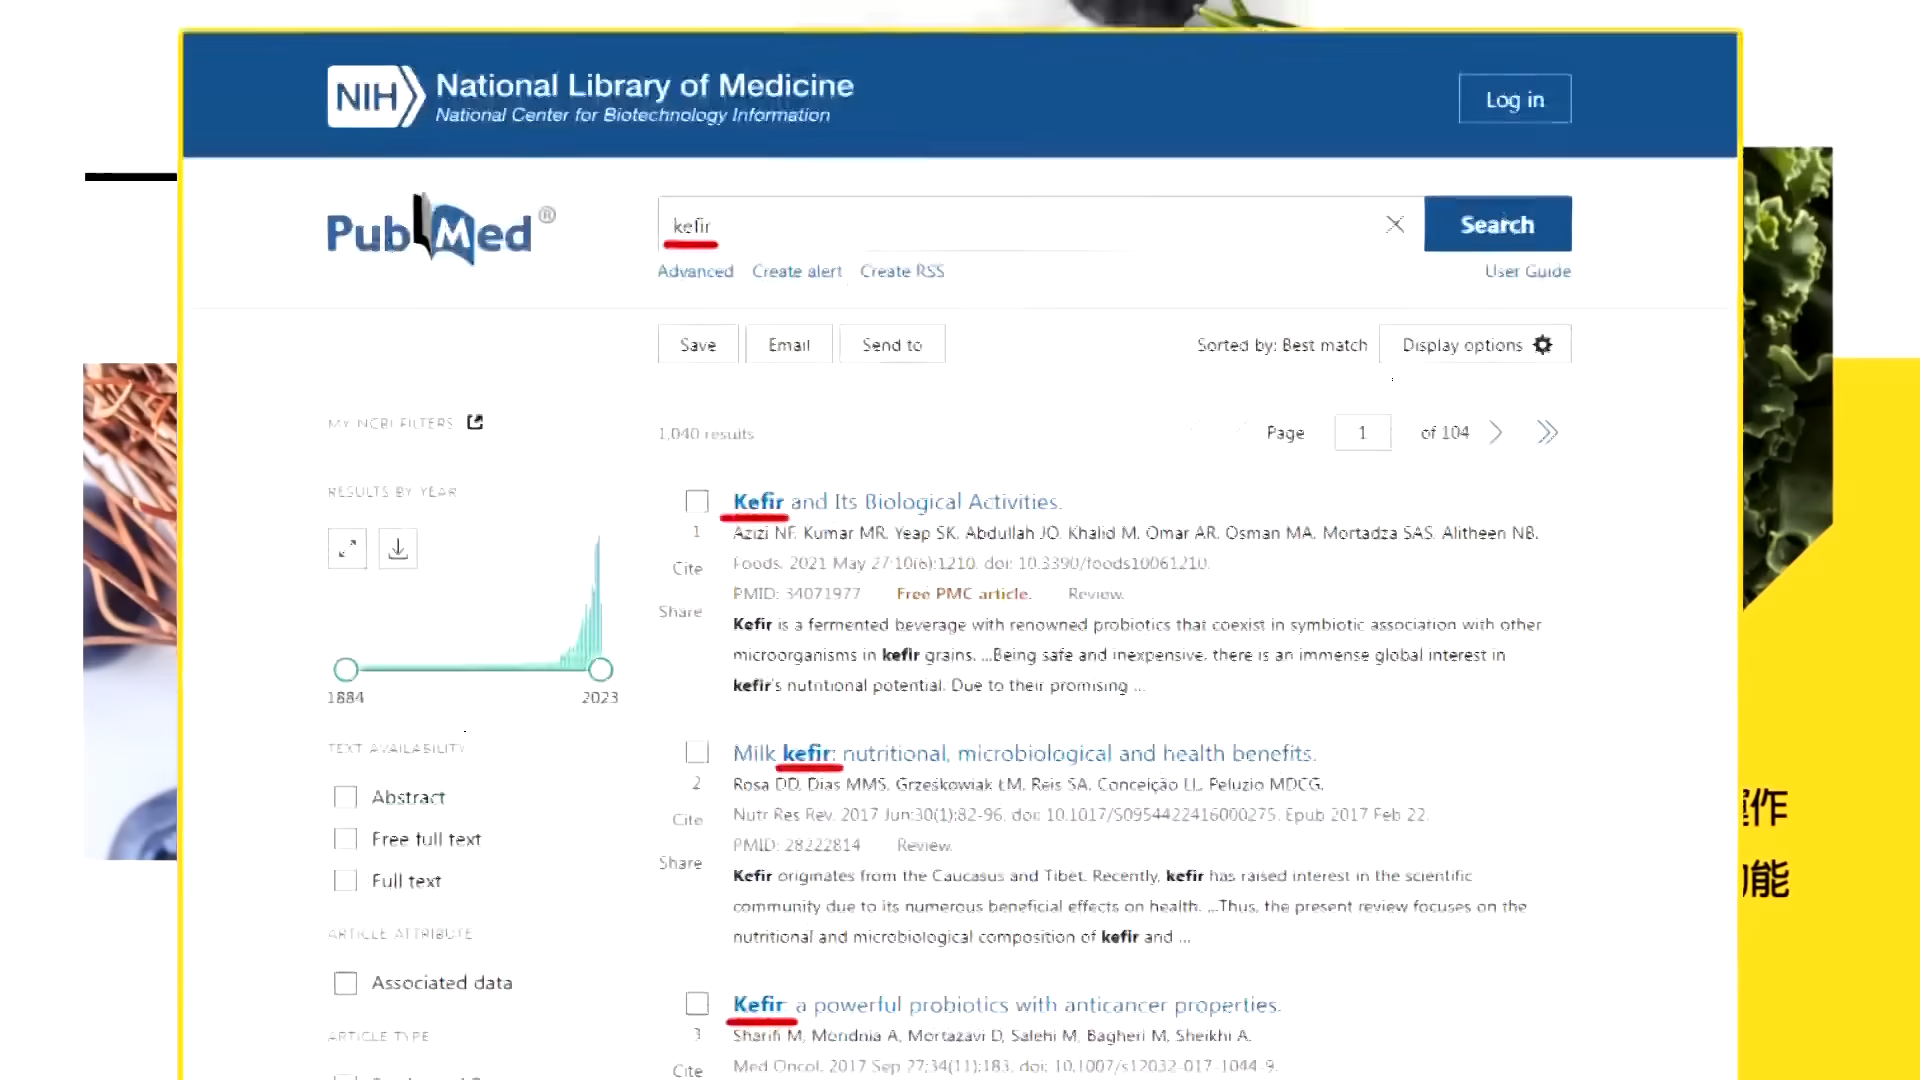 NIH National Library of Medicine
National Center for Biotechnology Information
Log in
PubMed®
kefir
Search
Advanced Create alert Create RSS
User Guide
Save Email Send to
Sorted by: Best match Display options
MY NCBI FILTERS
1,040 results
Page 1 of 104
RESULTS BY YEAR
1884 2023
TEXT AVAILABILITY
Abstract
Free full text
Full text
ARTICLE ATTRIBUTE
Associated data
ARTICLE TYPE
Kefir and Its Biological Activities.
1
Azizi NF, Kumar MR, Yeap SK, Abdullah JO, Khalid M, Omar AR, Osman MA, Mortadza SAS, Alitheen NB.
Cite
Foods. 2021 May 27;10(6):1210. doi: 10.3390/foods10061210.
PMID: 34071977 Free PMC article. Review.
Share
Kefir is a fermented beverage with renowned probiotics that coexist in symbiotic association with other
microorganisms in kefir grains. ...Being safe and inexpensive, there is an immense global interest in
kefir's nutritional potential. Due to their promising ...
Milk kefir: nutritional, microbiological and health benefits.
2
Rosa DD, Dias MMS, Grześkowiak ŁM, Reis SA, Conceição LL, Peluzio MDCG.
Cite
Nutr Res Rev. 2017 Jun;30(1):82-96. doi: 10.1017/S0954422416000275. Epub 2017 Feb 22.
PMID: 28222814 Review.
Share
Kefir originates from the Caucasus and Tibet. Recently, kefir has raised interest in the scientific
community due to its numerous beneficial effects on health. ...Thus, the present review focuses on the
nutritional and microbiological composition of kefir and ...
Kefir: a powerful probiotics with anticancer properties.
3
Sharifi M, Moridnia A, Mortazavi D, Salehi M, Bagheri M, Sheikhi A.
Cite
Med Oncol. 2017 Sep 27;34(11):183. doi: 10.1007/s12032-017-1044-9.
作
能